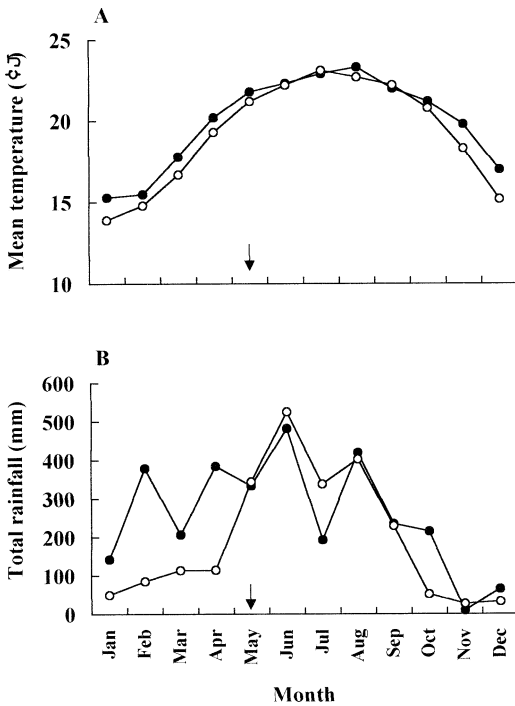 A
Mean temperature (¢J)
25
20
15
10
B
Total rainfall (mm)
600
500
400
300
200
100
0
Jan
Feb
Mar
Apr
May
Jun
Jul
Aug
Sep
Oct
Nov
Dec
Month